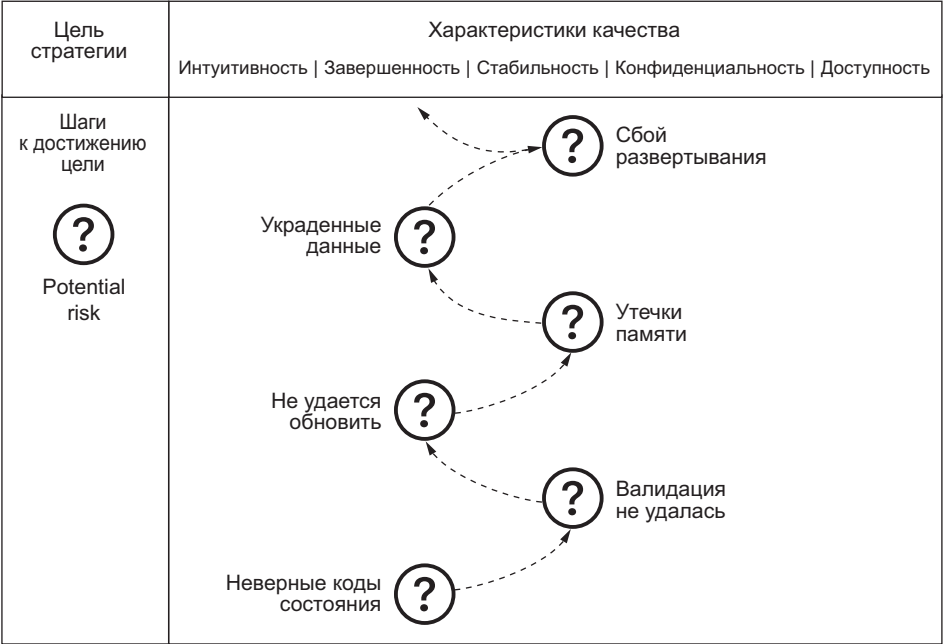 Цель
стратегии
Характеристики качества
Интуитивность | Завершенность | Стабильность | Конфиденциальность | Доступность
Шаги
к достижению
цели
?
Potential
risk
?
Сбой
развертывания
Украденные
данные
?
?
Утечки
памяти
Не удается
обновить
?
?
Валидация
не удалась
Неверные коды
состояния
?